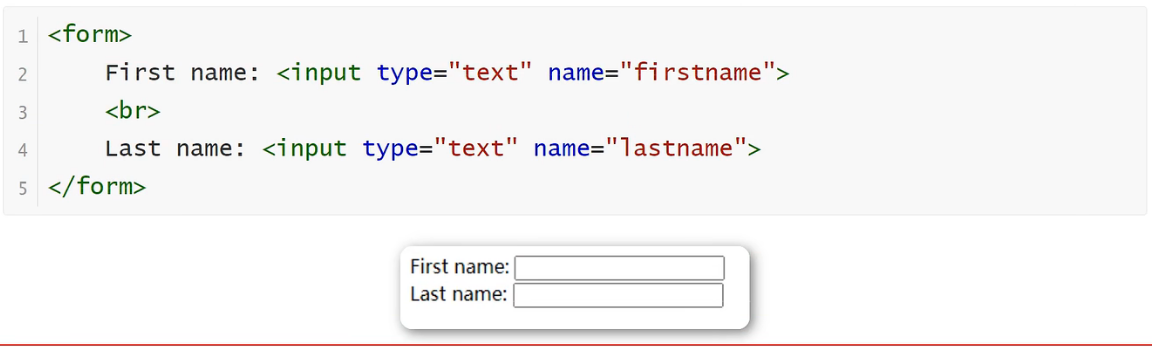 1 <form>
2 First name: <input type="text" name="firstname">
3 <br>
4 Last name: <input type="text" name="lastname">
5 </form>
First name:
Last name: